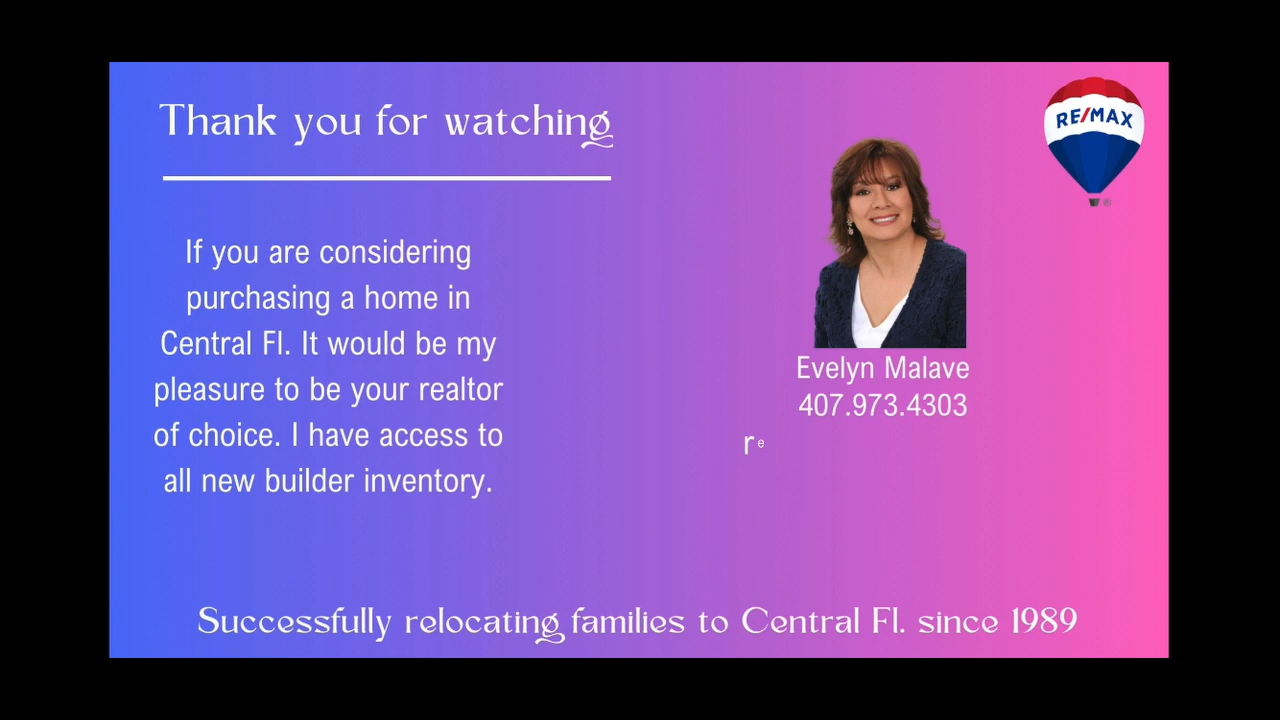 Thank you for watching
RE/MAX
If you are considering
purchasing a home in
Central Fl. It would be my
pleasure to be your realtor
of choice. I have access to
all new builder inventory.
Evelyn Malave
407.973.4303
re
Successfully relocating families to Central Fl. since 1989